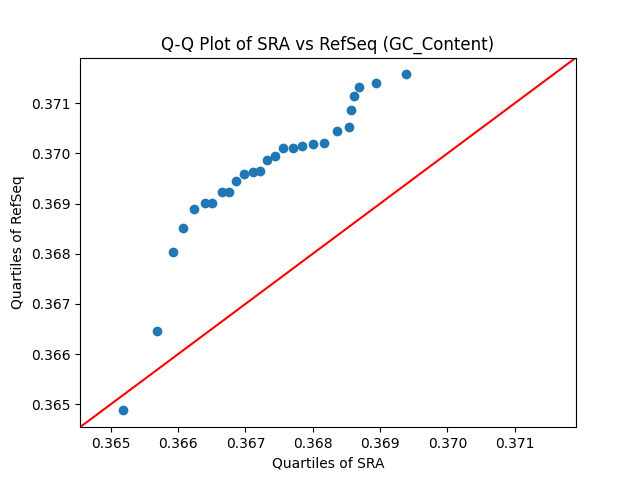 Q-Q Plot of SRA vs RefSeq (GC_Content)
Quartiles of RefSeq
0.371
0.370
0.369
0.368
0.367
0.366
0.365
0.365 0.366 0.367 0.368 0.369 0.370 0.371
Quartiles of SRA